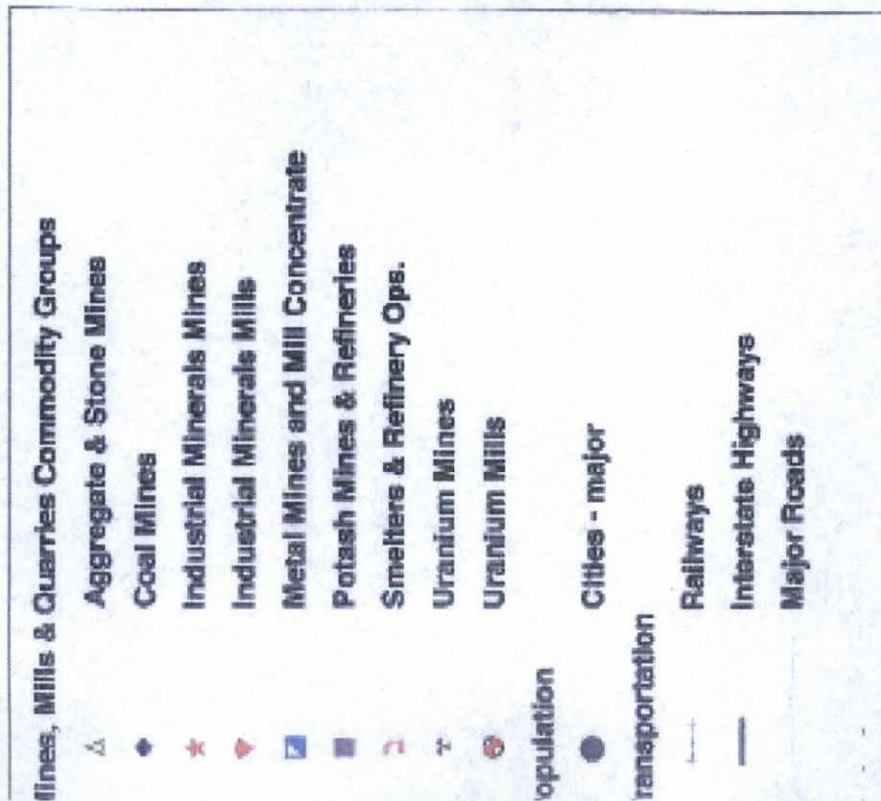 Mines, Mills & Quarries Commodity Groups
Aggregate & Stone Mines
Coal Mines
Industrial Minerals Mines
Industrial Minerals Mills
Metal Mines and Mill Concentrate
Potash Mines & Refineries
Smelters & Refinery Ops.
Uranium Mines
Uranium Mills
opulation
Cities - major
ransportation
Railways
Interstate Highways
Major Roads